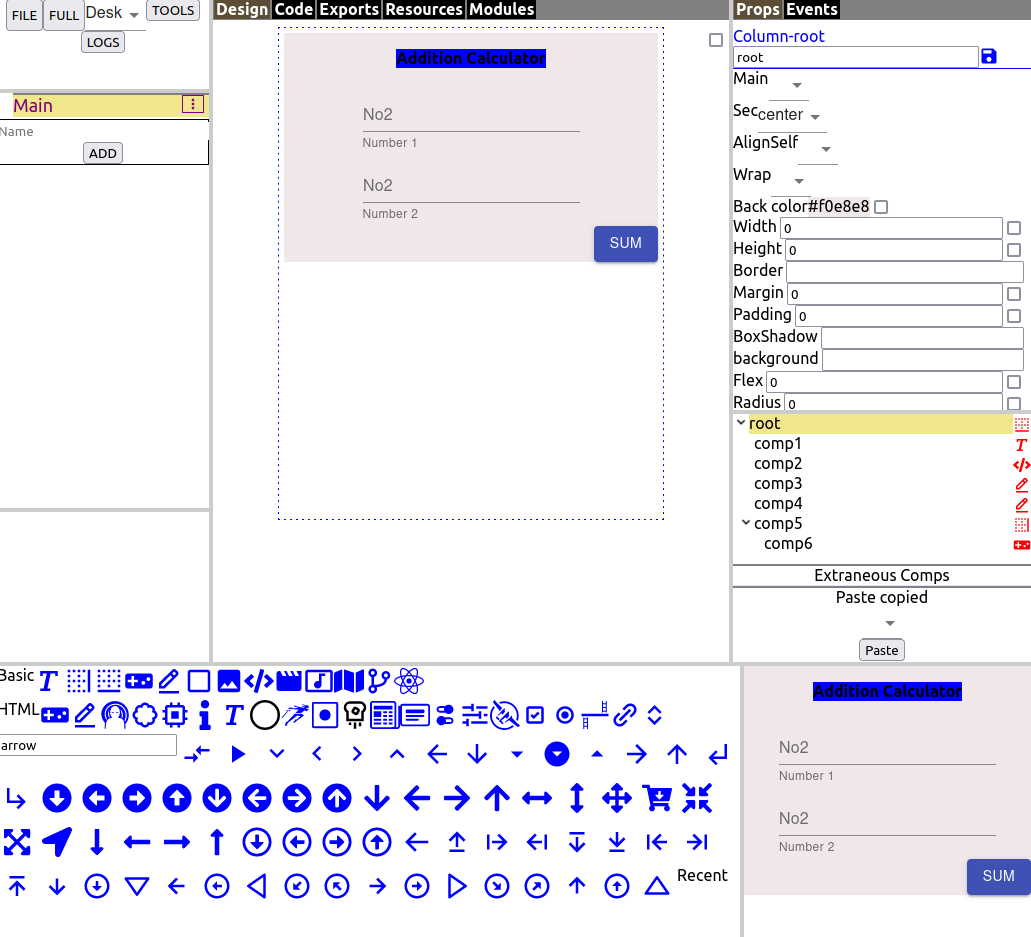 FILE FULL Desk TOOLS
LOGS
Main
Name
ADD
Design Code Exports Resources Modules
Addition Calculator
No2
Number 1
No2
Number 2
SUM
Props Events
Column-root
root
Main
Sec center
AlignSelf
Wrap
Back color #f0e8e8
Width 0
Height 0
Border
Margin 0
Padding 0
BoxShadow
background
Flex 0
Radius 0
root
comp1
comp2
comp3
comp4
comp5
comp6
Extraneous Comps
Paste copied
Paste
Basic
HTML
arrow
Recent
Addition Calculator
No2
Number 1
No2
Number 2
SUM